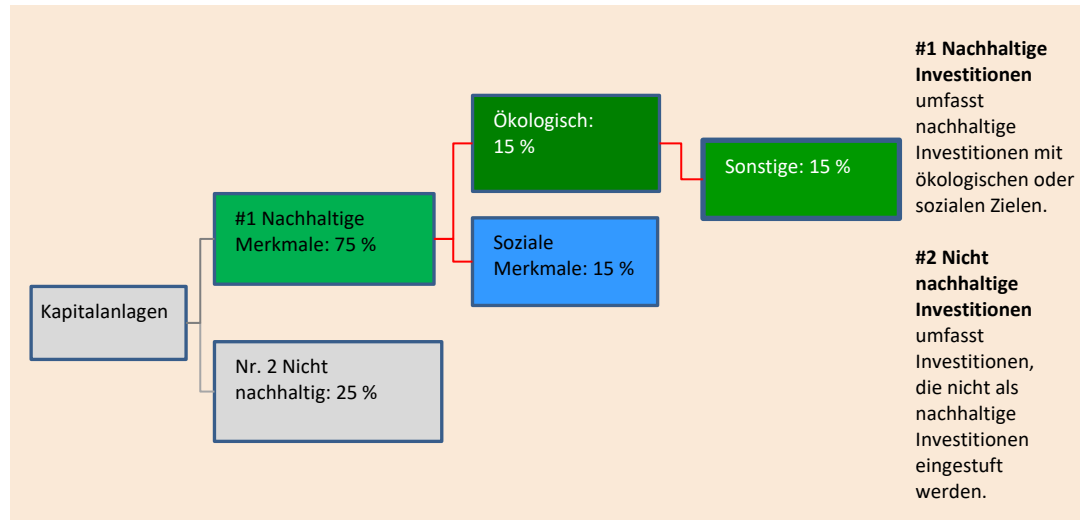 Kapitalanlagen
#1 Nachhaltige
Merkmale: 75 %
Nr. 2 Nicht
nachhaltig: 25 %
Ökologisch:
15 %
Soziale
Merkmale: 15 %
Sonstige: 15 %
#1 Nachhaltige
Investitionen
umfasst
nachhaltige
Investitionen mit
ökologischen oder
sozialen Zielen.
#2 Nicht
nachhaltige
Investitionen
umfasst
Investitionen,
die nicht als
nachhaltige
Investitionen
eingestuft
werden.